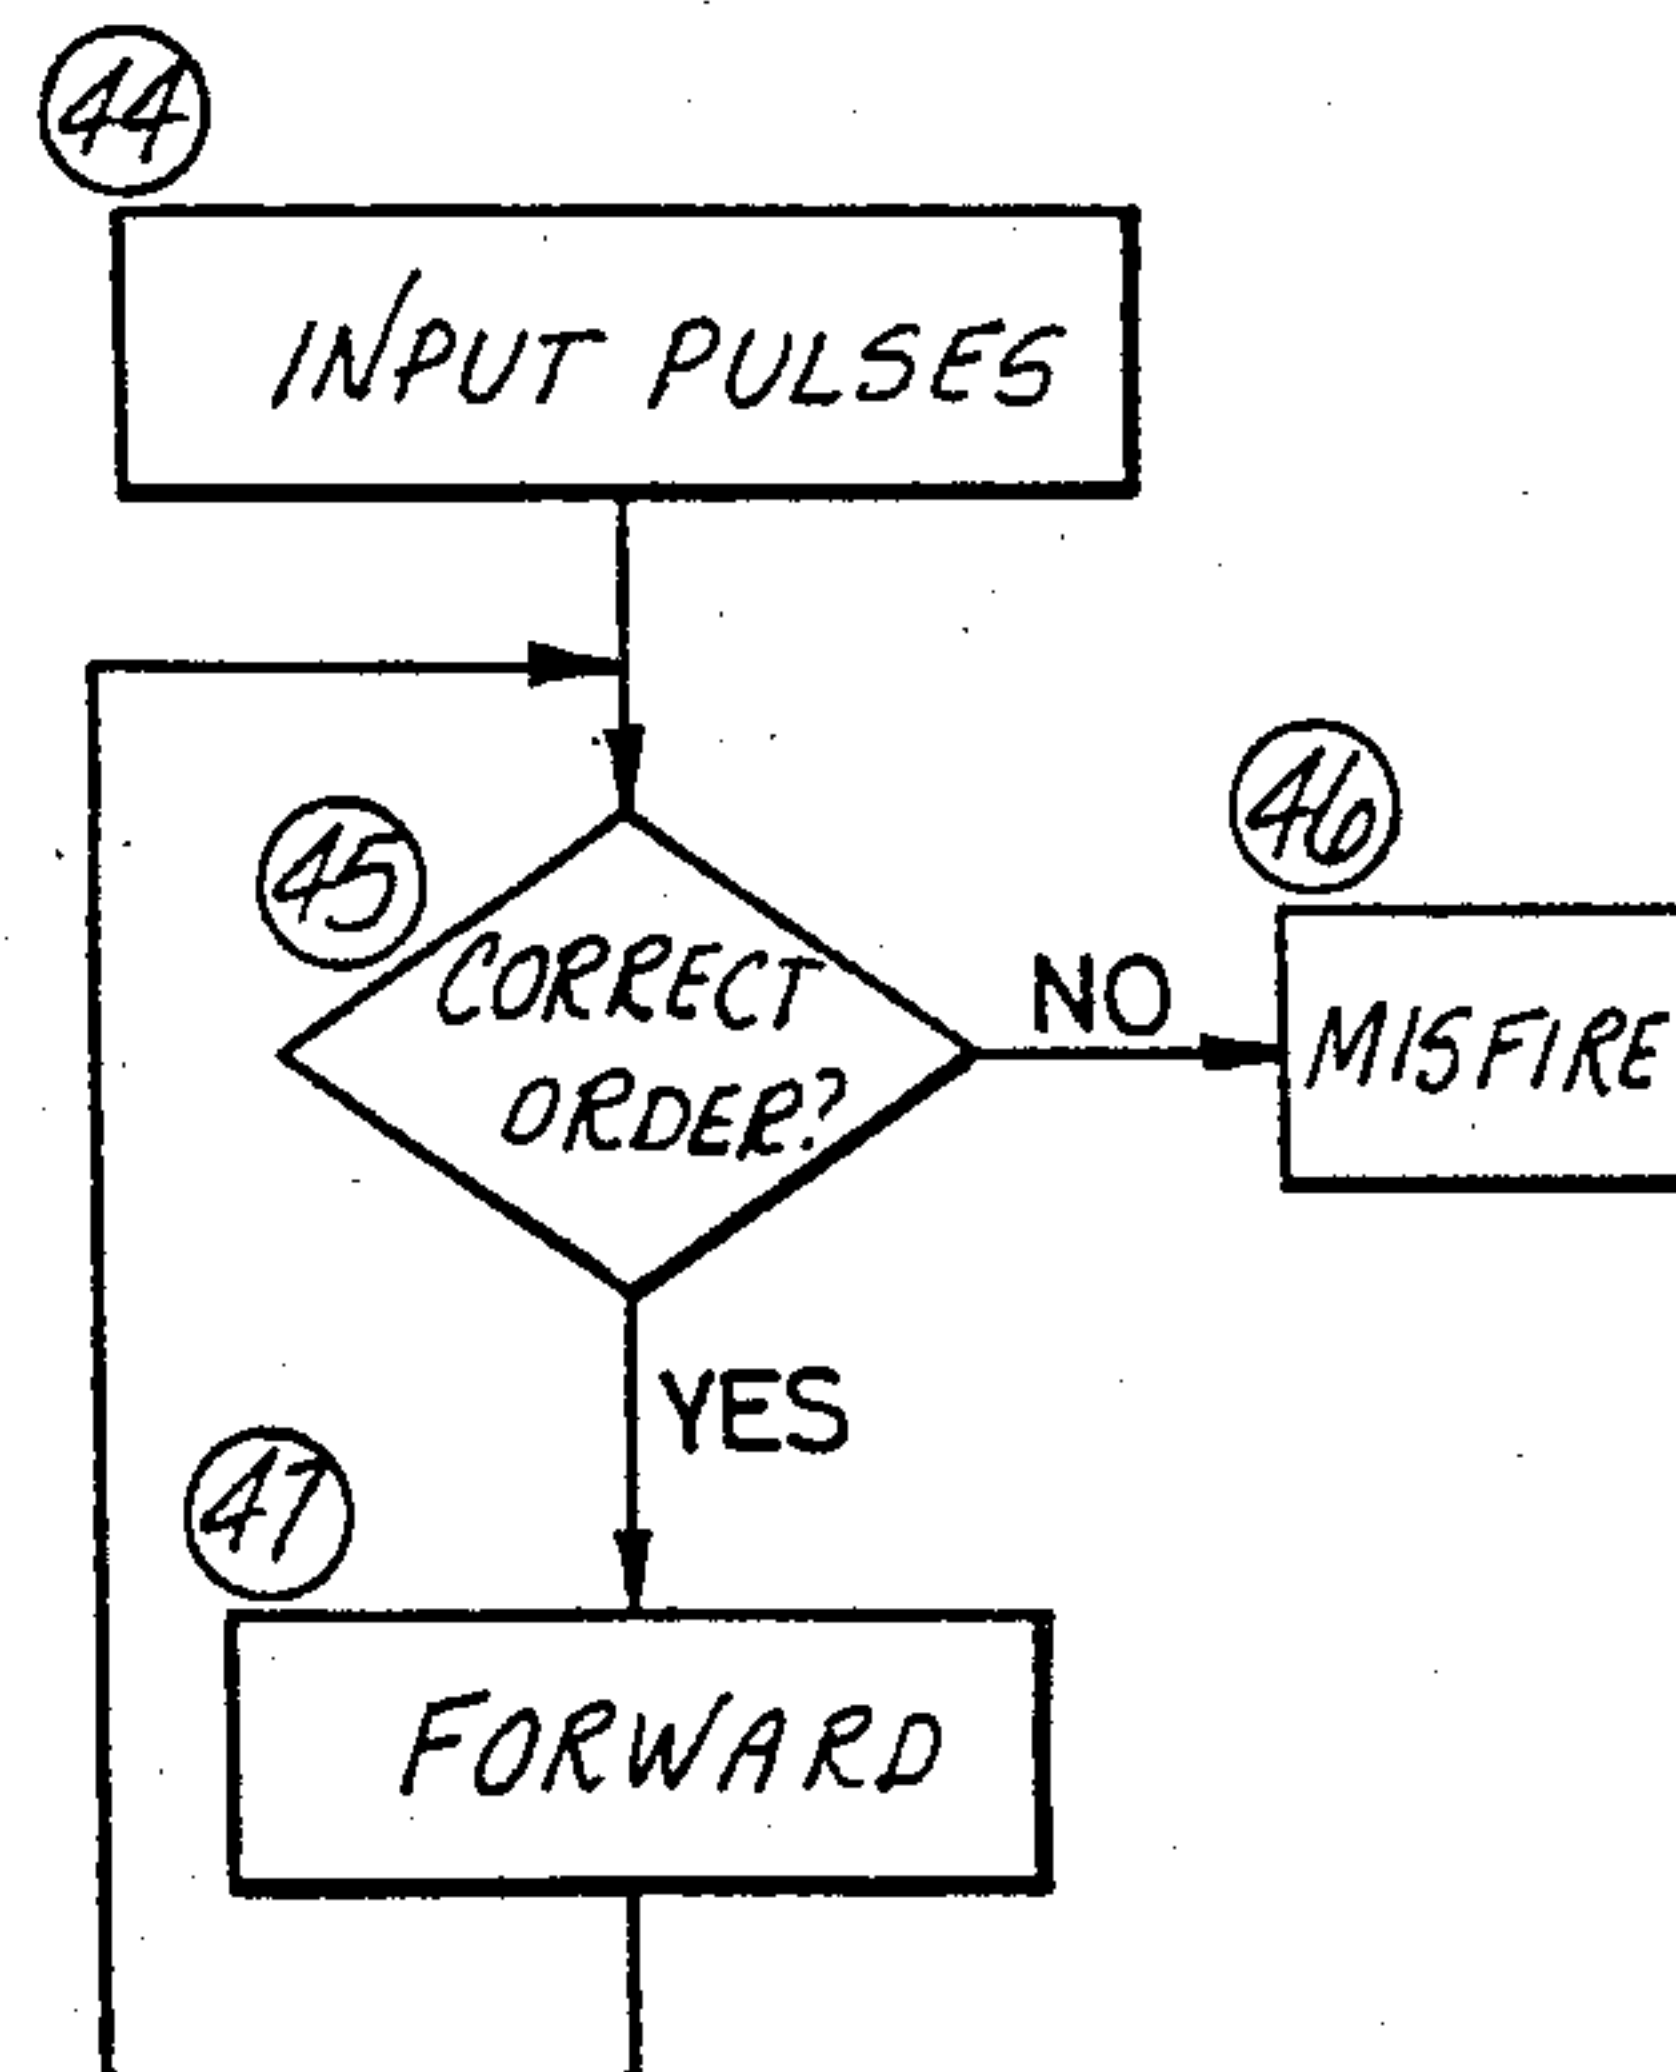 44
INPUT PULSES
45
CORRECT
ORDER?
NO
46
MISFIRE
YES
47
FORWARD